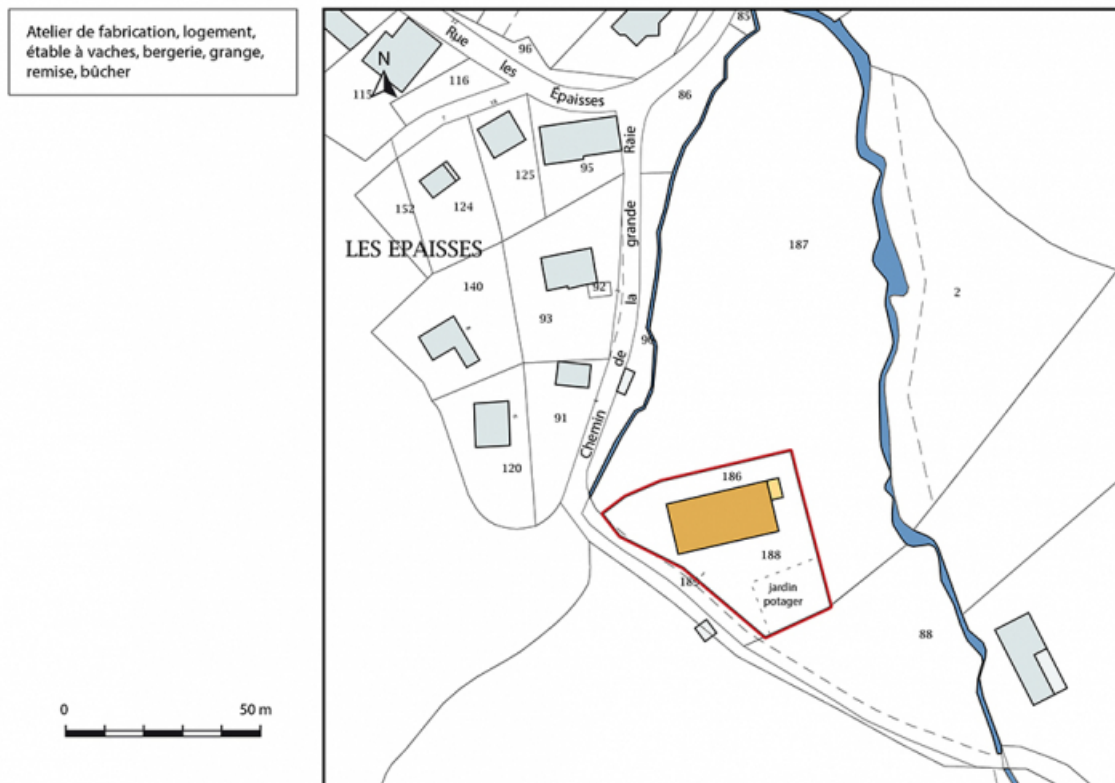 Atelier de fabrication, logement,
étable à vaches, bergerie, grange,
remise, bûcher
N
Rue les Épaisses
85
96
115
116
86
95
125
124
152
187
LES EPAISSES
140
92
2
93
Chemin de la grande Raie
91
120
186
188
185
jardin
potager
88
0 50 m